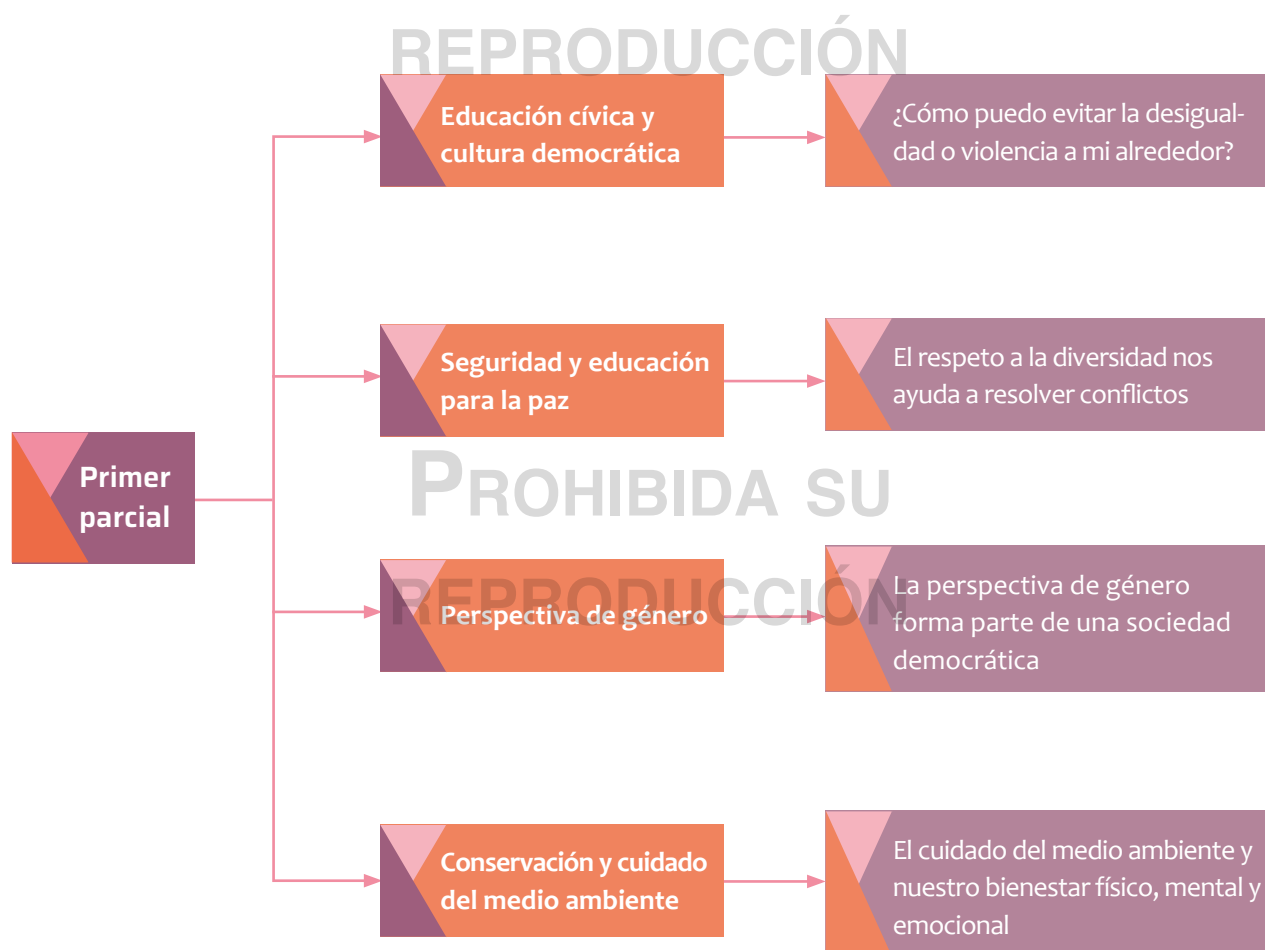 REPRODUCCIÓN
Educación cívica y
cultura democrática
¿Cómo puedo evitar la desigual-
dad o violencia a mi alrededor?
Seguridad y educación
para la paz
El respeto a la diversidad nos
ayuda a resolver conflictos
Primer
parcial
PROHIBIDA SU
REPRODUCCIÓN
Perspectiva de género
La perspectiva de género
forma parte de una sociedad
democrática
Conservación y cuidado
del medio ambiente
El cuidado del medio ambiente y
nuestro bienestar físico, mental y
emocional